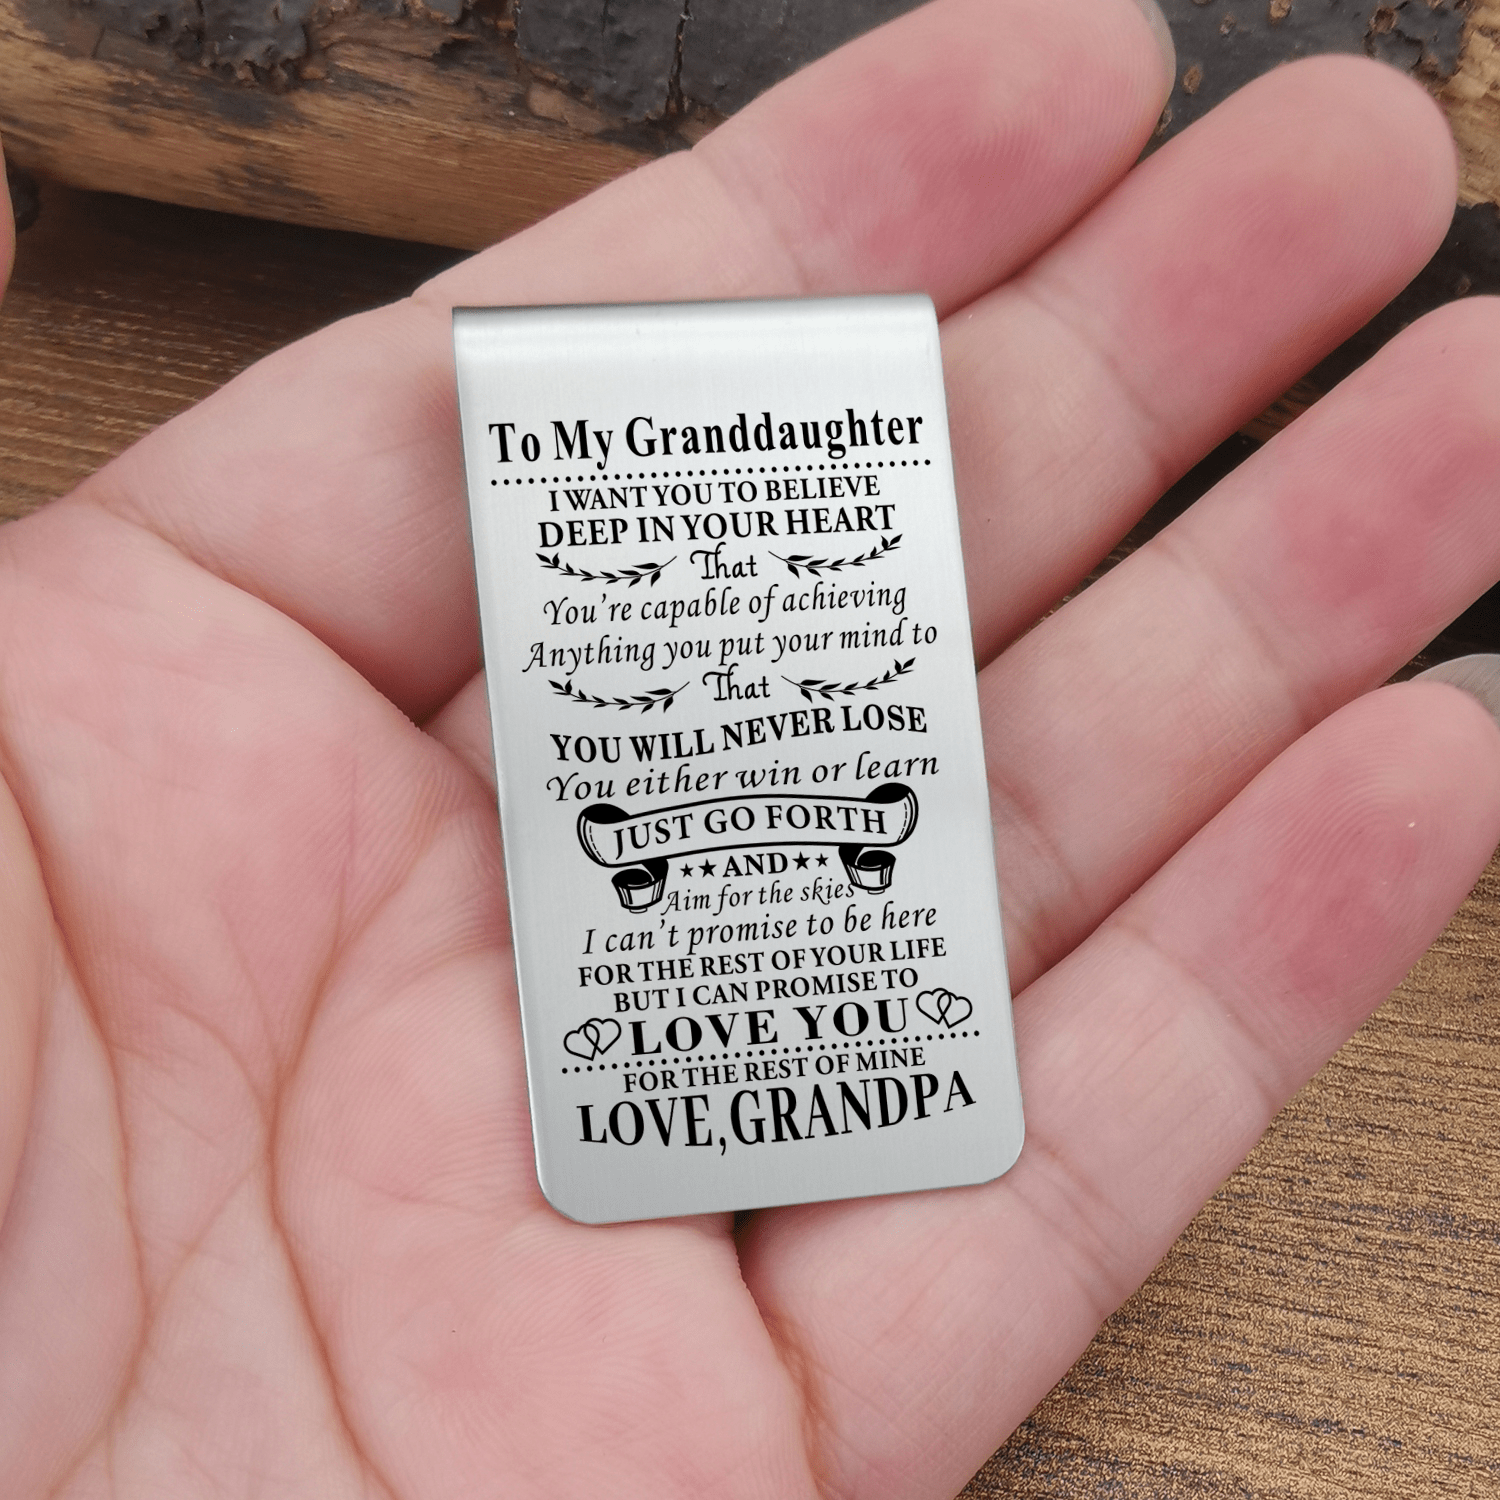 To My Granddaughter
I WANT YOU TO BELIEVE
DEEP IN YOUR HEART
That
You're capable of achieving
Anything you put your mind to
That
YOU WILL NEVER LOSE
You either win or learn
JUST GO FORTH
AND
Aim for the skies
I can't promise to be here
FOR THE REST OF YOUR LIFE
BUT I CAN PROMISE TO
LOVE YOU
FOR THE REST OF MINE
LOVE,GRANDPA